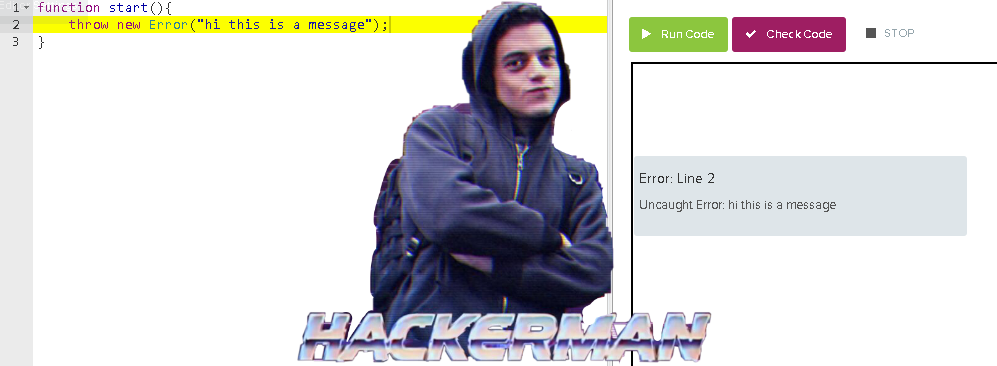 1 function start(){
2 throw new Error("hi this is a message");
3 }
Run Code
Check Code
STOP
Error: Line 2
Uncaught Error: hi this is a message
HACKERMAN